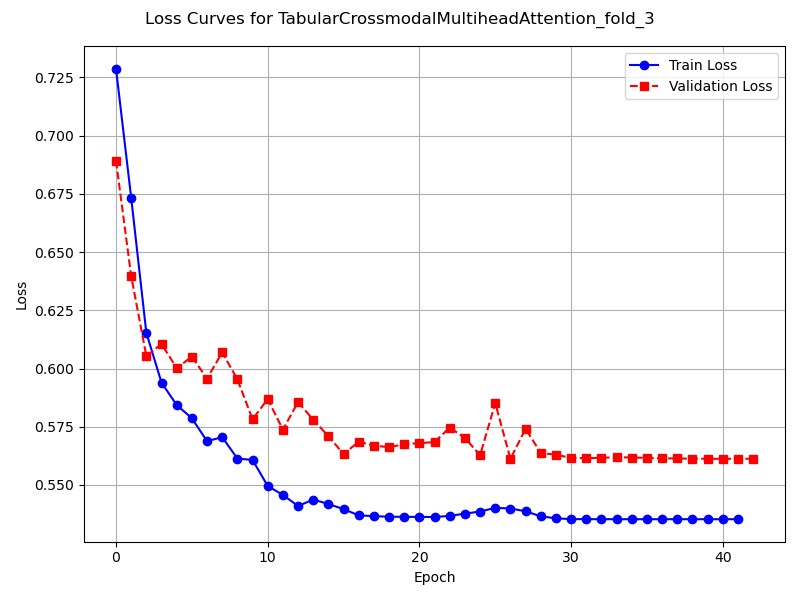 Loss Curves for TabularCrossmodalMultiheadAttention_fold_3
Train Loss
Validation Loss
0.725
0.700
0.675
0.650
0.625
0.600
0.575
0.550
Loss
0
10
20
30
40
Epoch